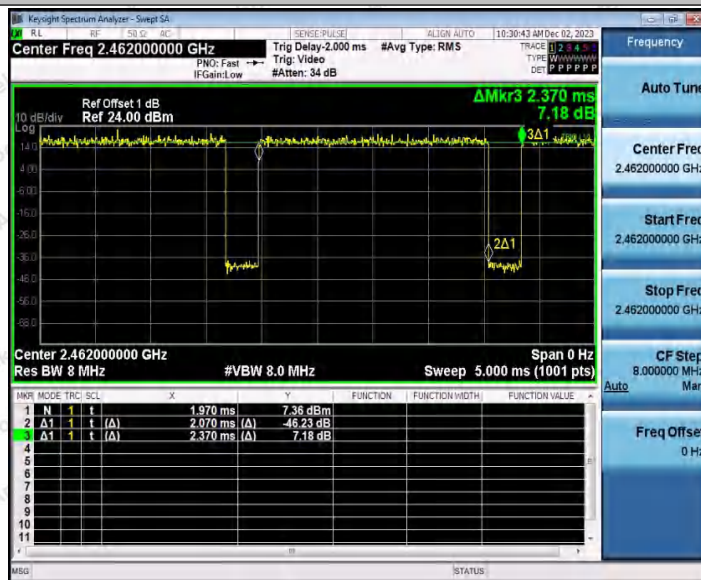 Keysight Spectrum Analyzer - Swept SA
RL RF 50 Ω AC SENSE:PULSE ALIGN AUTO 10:30:43 AM Dec 02, 2023
Center Freq 2.462000000 GHz
PNO: Fast
IFGain:Low
Trig Delay-2.000 ms
Trig: Video
#Atten: 34 dB
#Avg Type: RMS
TRACE 1 2 3 4 5 6
TYPE WWWWWW
DET P P P P P P
Ref Offset 1 dB
10 dB/div Ref 24.00 dBm
Log
ΔMkr3 2.370 ms
7.18 dB
14.0
4.00
-6.00
-16.0
-26.0
-36.0
-46.0
-56.0
-66.0
3Δ1
2Δ1
Center 2.462000000 GHz Span 0 Hz
Res BW 8 MHz #VBW 8.0 MHz Sweep 5.000 ms (1001 pts)
MKR MODE TRC SCL X Y FUNCTION FUNCTION WIDTH FUNCTION VALUE
1 N 1 t 1.970 ms 7.36 dBm
2 Δ1 1 t (Δ) 2.070 ms (Δ) -46.23 dB
3 Δ1 1 t (Δ) 2.370 ms (Δ) 7.18 dB
4
5
6
7
8
9
10
11
MSG STATUS
Frequency
Auto Tune
Center Freq
2.462000000 GHz
Start Freq
2.462000000 GHz
Stop Freq
2.462000000 GHz
CF Step
8.000000 MHz
Auto Man
Freq Offset
0 Hz